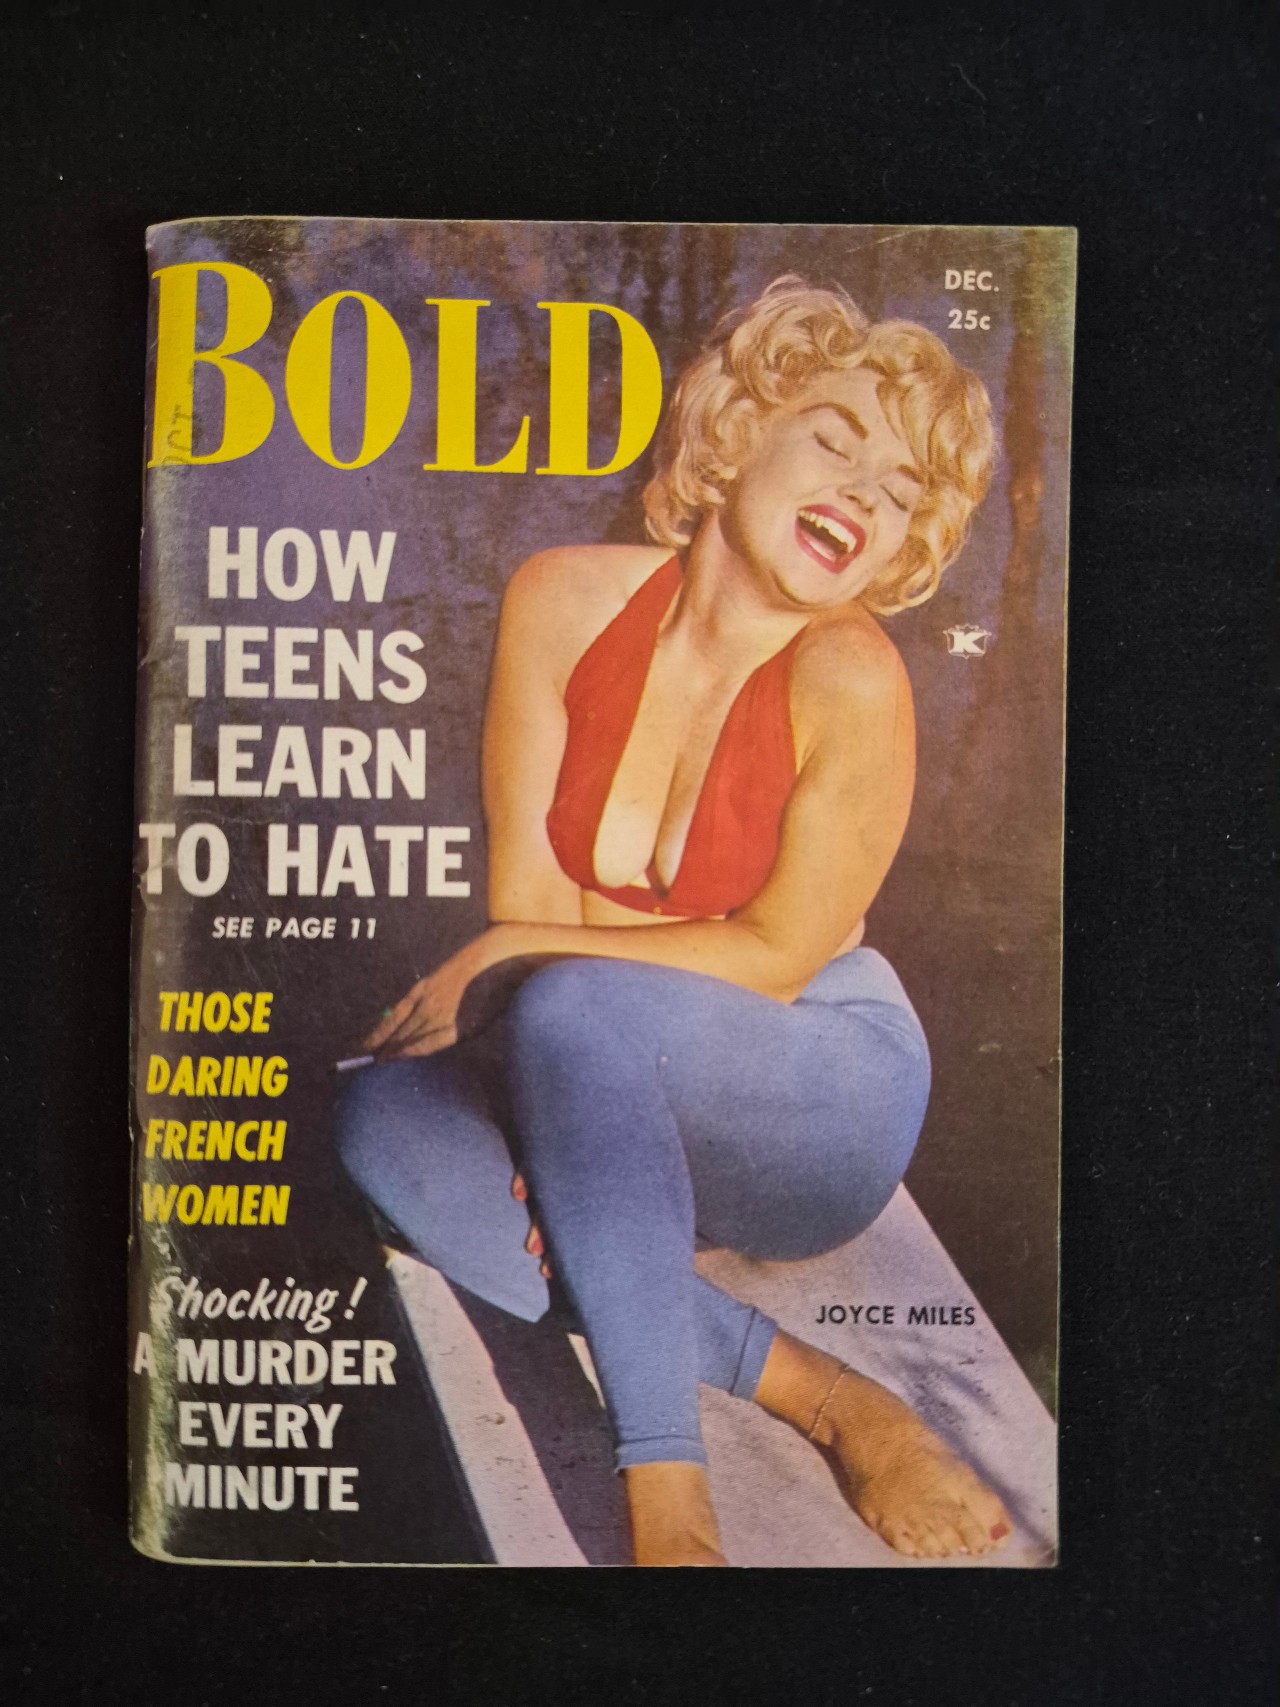 BOLD
DEC.
25c
HOW
TEENS
LEARN
TO HATE
SEE PAGE 11
K
THOSE
DARING
FRENCH
WOMEN
Shocking!
A MURDER
EVERY
MINUTE
JOYCE MILES